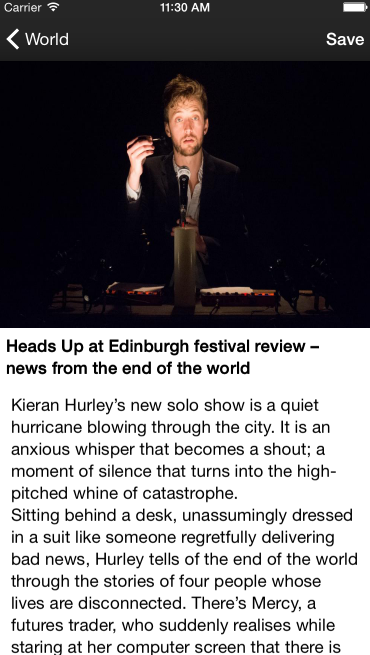 Carrier 11:30 AM
World Save
Heads Up at Edinburgh festival review –
news from the end of the world
Kieran Hurley’s new solo show is a quiet
hurricane blowing through the city. It is an
anxious whisper that becomes a shout; a
moment of silence that turns into the high-
pitched whine of catastrophe.
Sitting behind a desk, unassumingly dressed
in a suit like someone regretfully delivering
bad news, Hurley tells of the end of the world
through the stories of four people whose
lives are disconnected. There’s Mercy, a
futures trader, who suddenly realises while
staring at her computer screen that there is